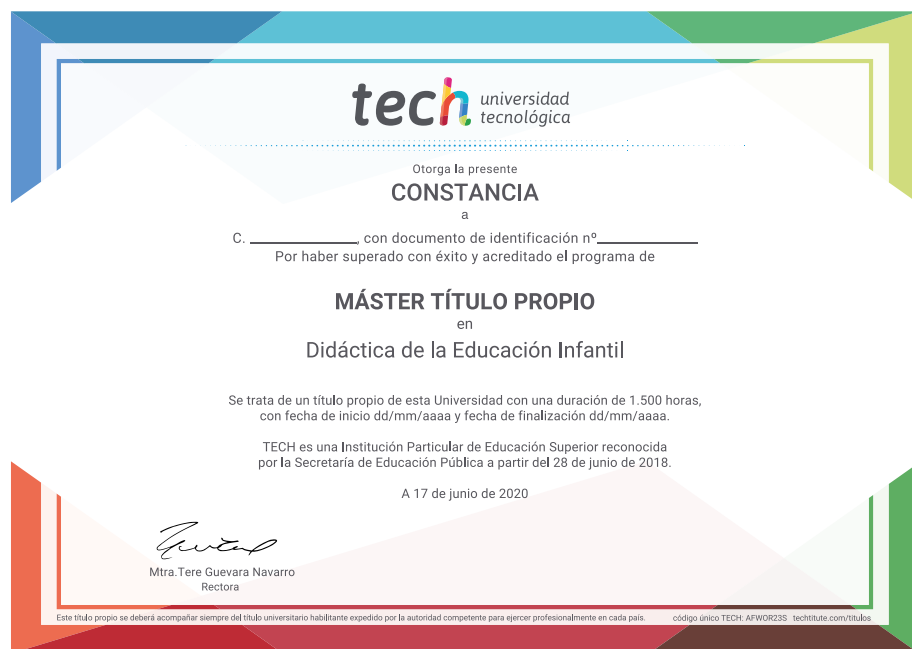 tech universidad
tecnológica
Otorga la presente
CONSTANCIA
a
C. ____________, con documento de identificación nº____________
Por haber superado con éxito y acreditado el programa de
MÁSTER TÍTULO PROPIO
en
Didáctica de la Educación Infantil
Se trata de un título propio de esta Universidad con una duración de 1.500 horas,
con fecha de inicio dd/mm/aaaa y fecha de finalización dd/mm/aaaa.
TECH es una Institución Particular de Educación Superior reconocida
por la Secretaría de Educación Pública a partir del 28 de junio de 2018.
A 17 de junio de 2020
Mtra.Tere Guevara Navarro
Rectora
Este título propio se deberá acompañar siempre del título universitario habilitante expedido por la autoridad competente para ejercer profesionalmente en cada país. código único TECH: AFWOR23S techtitute.com/titulos